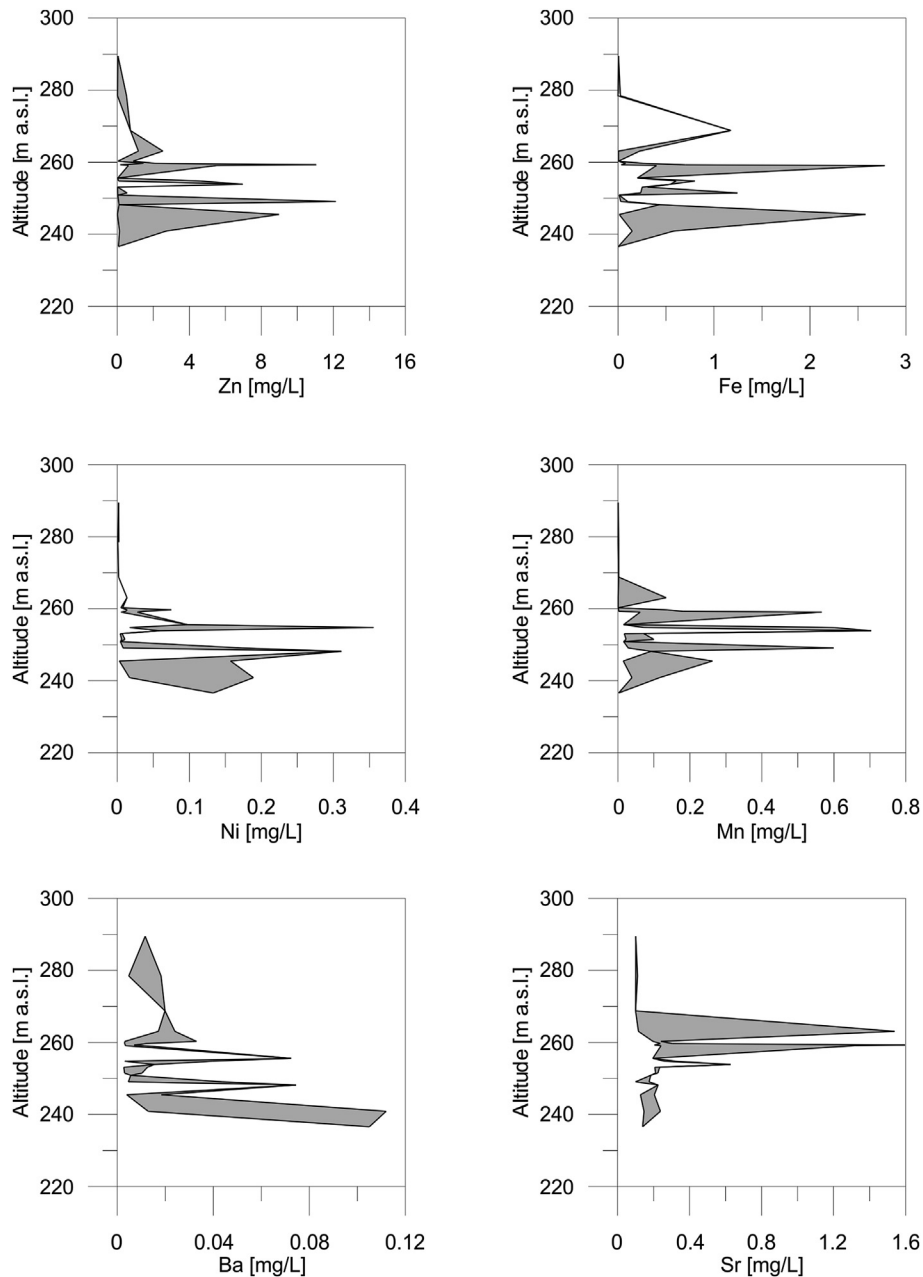 300
280
260
240
220
Altitude [m a.s.l.]
0 4 8 12 16
Zn [mg/L]
300
280
260
240
220
Altitude [m a.s.l.]
0 1 2 3
Fe [mg/L]
300
280
260
240
220
Altitude [m a.s.l.]
0 0.1 0.2 0.3 0.4
Ni [mg/L]
300
280
260
240
220
Altitude [m a.s.l.]
0 0.2 0.4 0.6 0.8
Mn [mg/L]
300
280
260
240
220
Altitude [m a.s.l.]
0 0.04 0.08 0.12
Ba [mg/L]
300
280
260
240
220
Altitude [m a.s.l.]
0 0.4 0.8 1.2 1.6
Sr [mg/L]